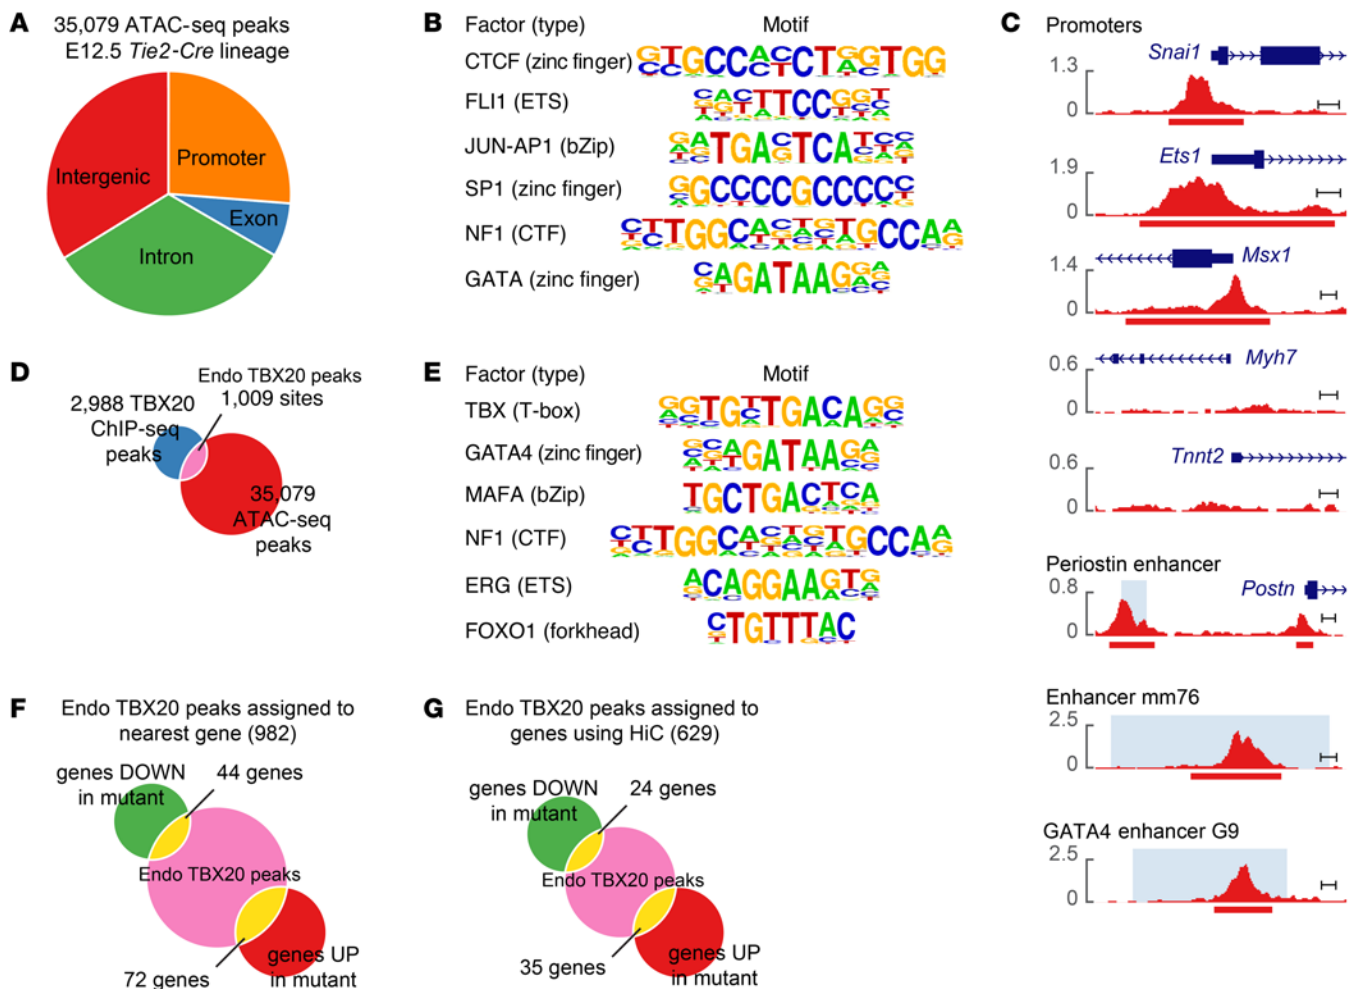 A
35,079 ATAC-seq peaks
E12.5 Tie2-Cre lineage
Intergenic
Promoter
Exon
Intron
B
Factor (type)
Motif
CTCF (zinc finger)
FLI1 (ETS)
JUN-AP1 (bZip)
SP1 (zinc finger)
NF1 (CTF)
GATA (zinc finger)
C
Promoters
Snai1
1.3
0
Ets1
1.9
0
Msx1
1.4
0
Myh7
0.6
0
Tnnt2
0.6
0
Periostin enhancer
Postn
0.8
0
Enhancer mm76
2.5
0
GATA4 enhancer G9
2.5
0
D
Endo TBX20 peaks
1,009 sites
2,988 TBX20
ChIP-seq
peaks
35,079
ATAC-seq
peaks
E
Factor (type)
Motif
TBX (T-box)
GATA4 (zinc finger)
MAFA (bZip)
NF1 (CTF)
ERG (ETS)
FOXO1 (forkhead)
F
Endo TBX20 peaks assigned to
nearest gene (982)
genes DOWN
in mutant
44 genes
Endo TBX20 peaks
72 genes
genes UP
in mutant
G
Endo TBX20 peaks assigned to
genes using HiC (629)
genes DOWN
in mutant
24 genes
Endo TBX20 peaks
35 genes
genes UP
in mutant